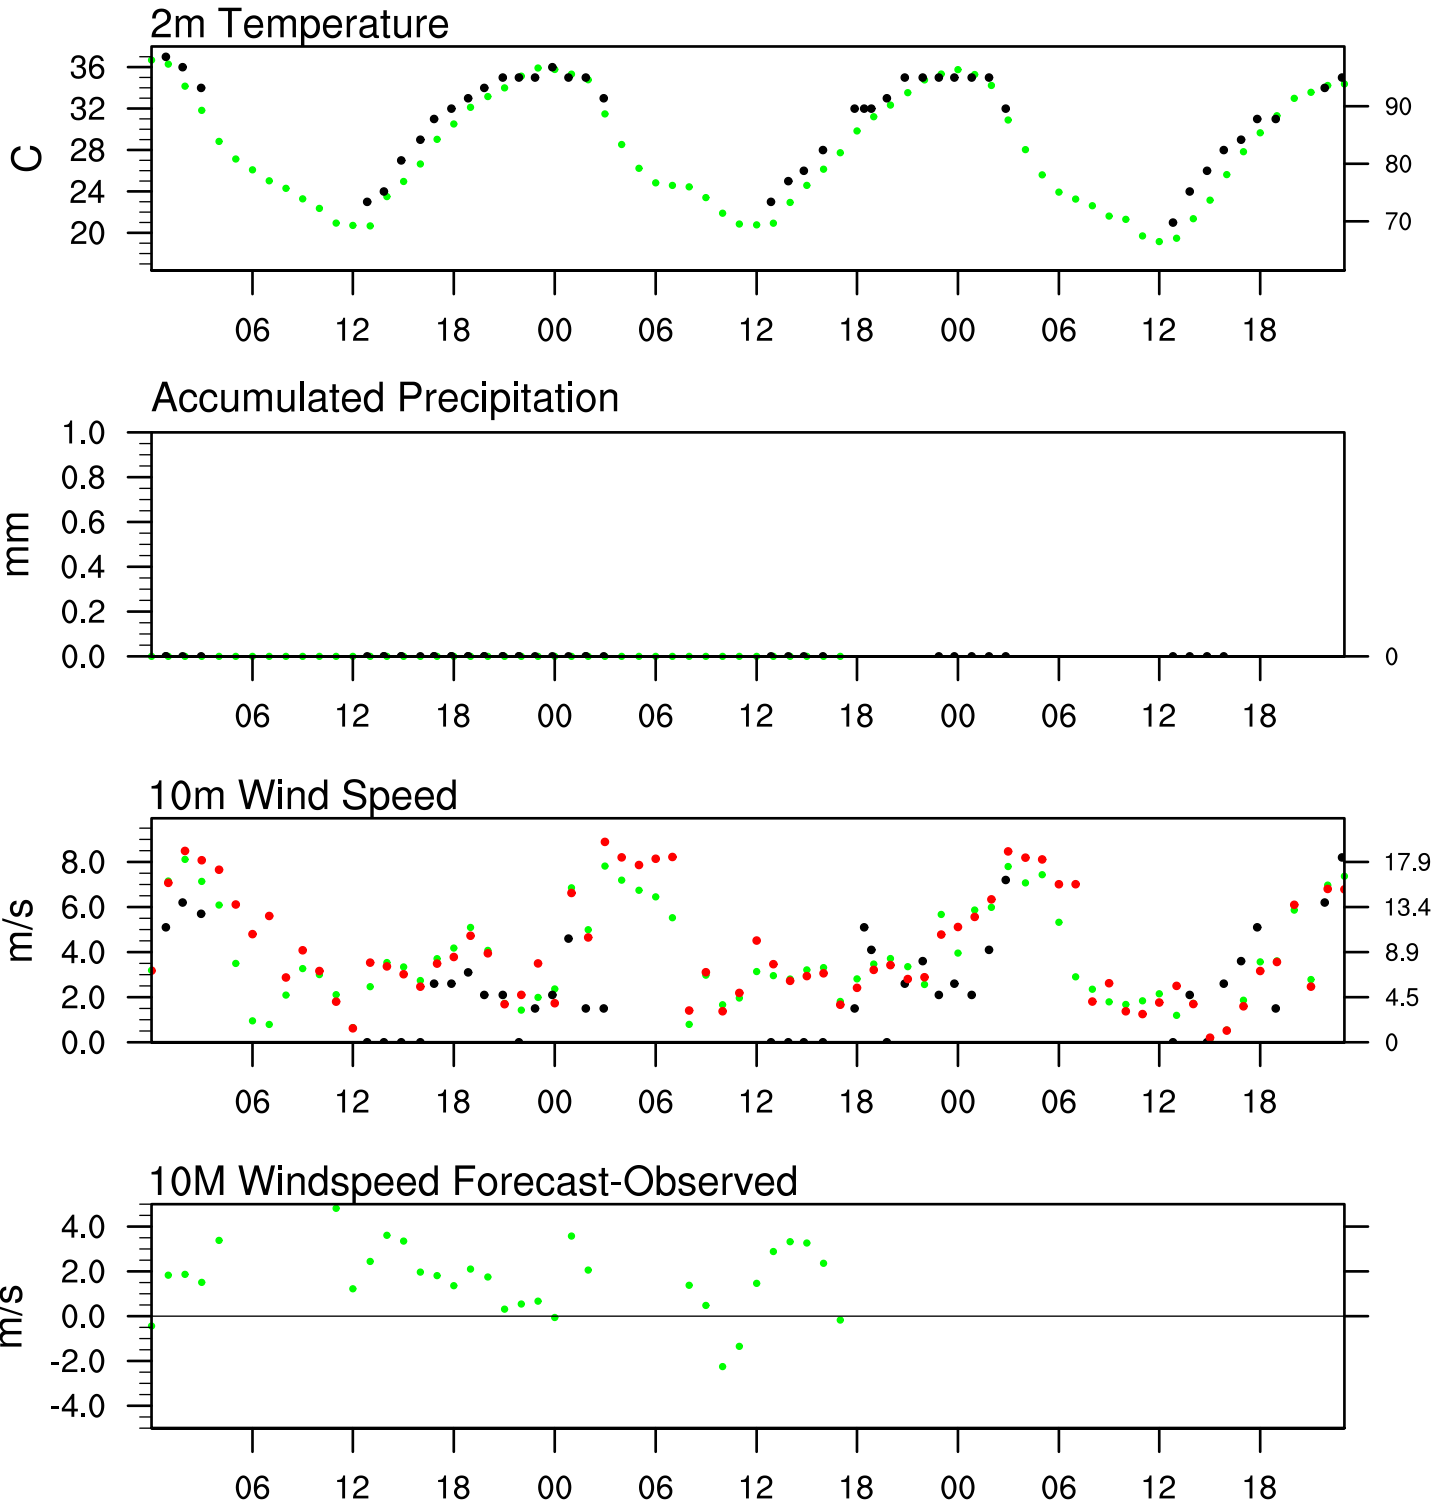 2m Temperature
36
32
28
24
20
C
90
80
70
06 12 18 00 06 12 18 00 06 12 18
Accumulated Precipitation
1.0
0.8
0.6
0.4
0.2
0.0
mm
0
06 12 18 00 06 12 18 00 06 12 18
10m Wind Speed
8.0
6.0
4.0
2.0
0.0
m/s
17.9
13.4
8.9
4.5
0
06 12 18 00 06 12 18 00 06 12 18
10M Windspeed Forecast-Observed
4.0
2.0
0.0
-2.0
-4.0
m/s
06 12 18 00 06 12 18 00 06 12 18